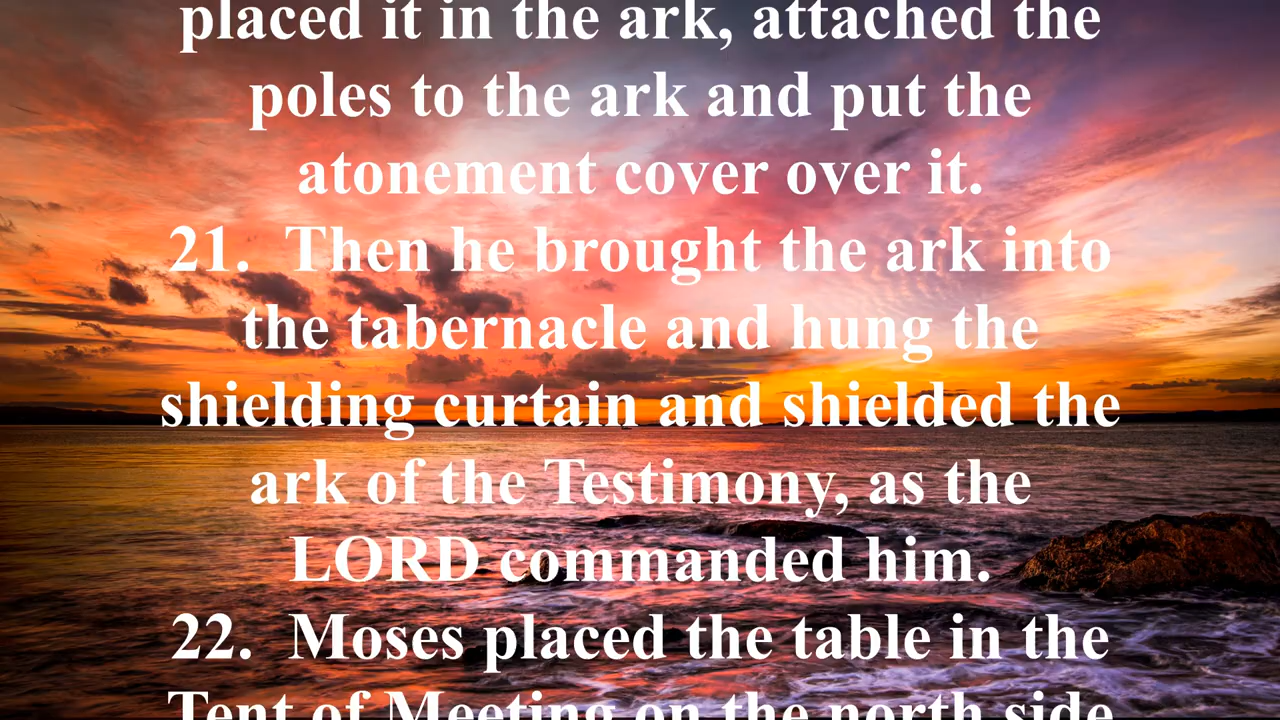 placed it in the ark, attached the
poles to the ark and put the
atonement cover over it.
21. Then he brought the ark into
the tabernacle and hung the
shielding curtain and shielded the
ark of the Testimony, as the
LORD commanded him.
22. Moses placed the table in the
Tent of Meeting on the north side